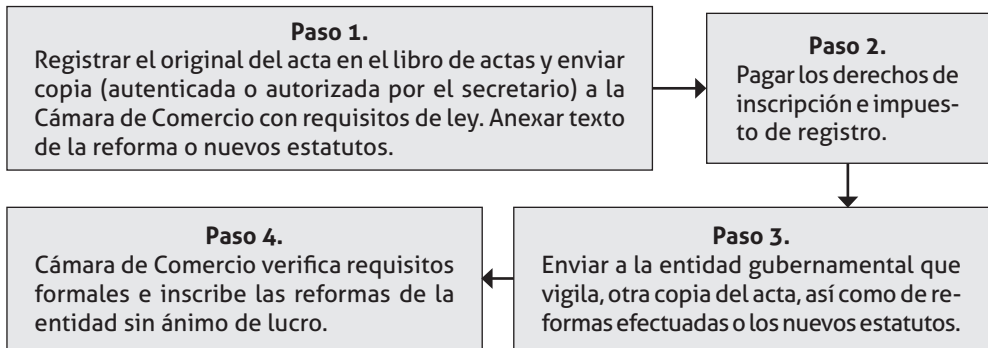 Paso 1.
Registrar el original del acta en el libro de actas y enviar
copia (autenticada o autorizada por el secretario) a la
Cámara de Comercio con requisitos de ley. Anexar texto
de la reforma o nuevos estatutos.
Paso 2.
Pagar los derechos de
inscripción e impues-
to de registro.
Paso 3.
Enviar a la entidad gubernamental que
vigila, otra copia del acta, así como de re-
formas efectuadas o los nuevos estatutos.
Paso 4.
Cámara de Comercio verifica requisitos
formales e inscribe las reformas de la
entidad sin ánimo de lucro.